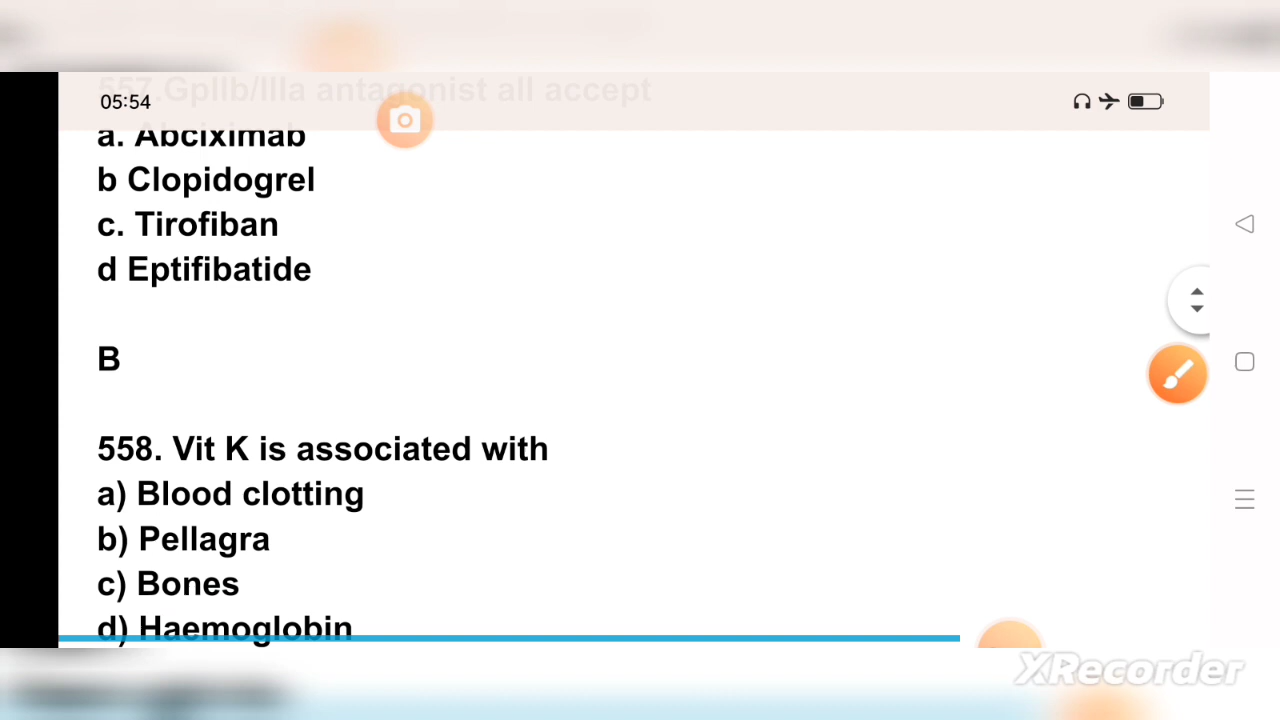 557.GpIIb/IIIa antagonist all accept
05:54
a. Abciximab
b Clopidogrel
c. Tirofiban
d Eptifibatide
B
558. Vit K is associated with
a) Blood clotting
b) Pellagra
c) Bones
d) Haemoglobin
XRecorder